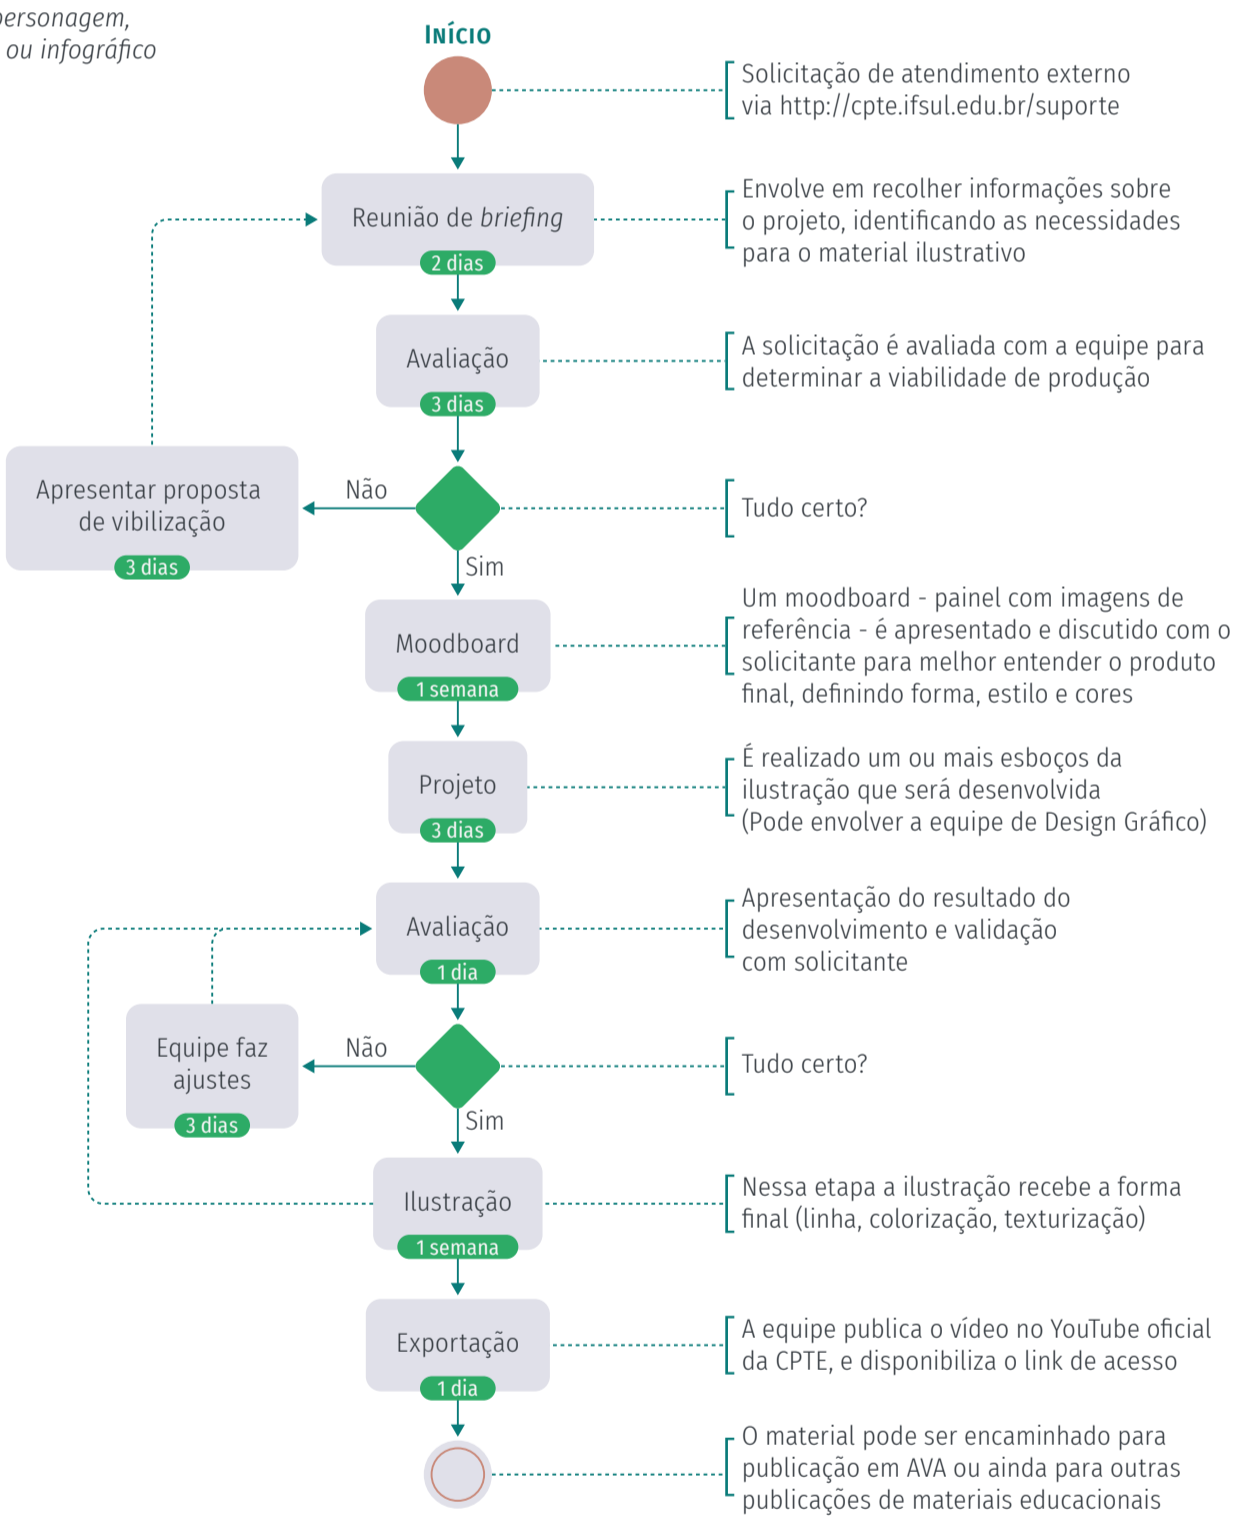 personagem,
ou infográfico
INÍCIO
Solicitação de atendimento externo
via http://cpte.ifsul.edu.br/suporte
Reunião de briefing
2 dias
Envolve em recolher informações sobre
o projeto, identificando as necessidades
para o material ilustrativo
Avaliação
3 dias
A solicitação é avaliada com a equipe para
determinar a viabilidade de produção
Apresentar proposta
de vibilização
3 dias
Não
Tudo certo?
Sim
Moodboard
1 semana
Um moodboard - painel com imagens de
referência - é apresentado e discutido com o
solicitante para melhor entender o produto
final, definindo forma, estilo e cores
Projeto
3 dias
É realizado um ou mais esboços da
ilustração que será desenvolvida
(Pode envolver a equipe de Design Gráfico)
Avaliação
1 dia
Apresentação do resultado do
desenvolvimento e validação
com solicitante
Equipe faz
ajustes
3 dias
Não
Tudo certo?
Sim
Ilustração
1 semana
Nessa etapa a ilustração recebe a forma
final (linha, colorização, texturização)
Exportação
1 dia
A equipe publica o vídeo no YouTube oficial
da CPTE, e disponibiliza o link de acesso
O material pode ser encaminhado para
publicação em AVA ou ainda para outras
publicações de materiais educacionais